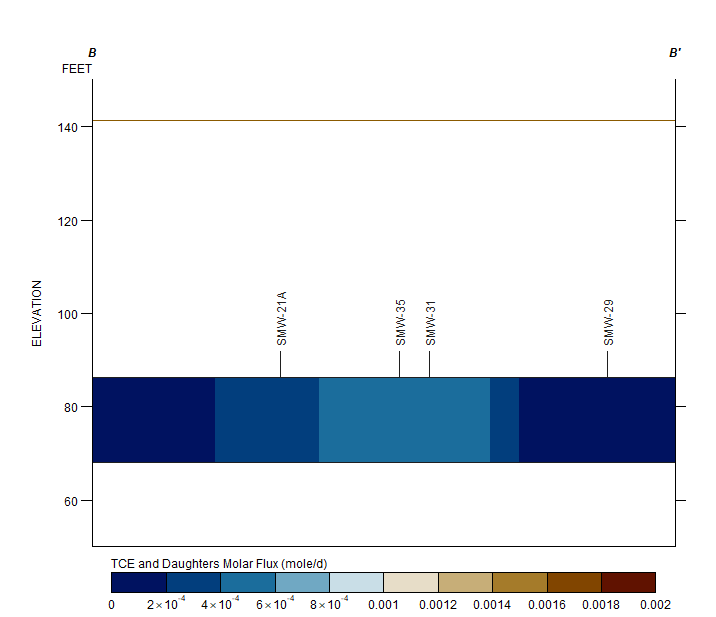 B B'
FEET
140
120
100
80
60
ELEVATION
SMW-21A
SMW-35
SMW-31
SMW-29
TCE and Daughters Molar Flux (mole/d)
0 2×10⁻⁴ 4×10⁻⁴ 6×10⁻⁴ 8×10⁻⁴ 0.001 0.0012 0.0014 0.0016 0.0018 0.002